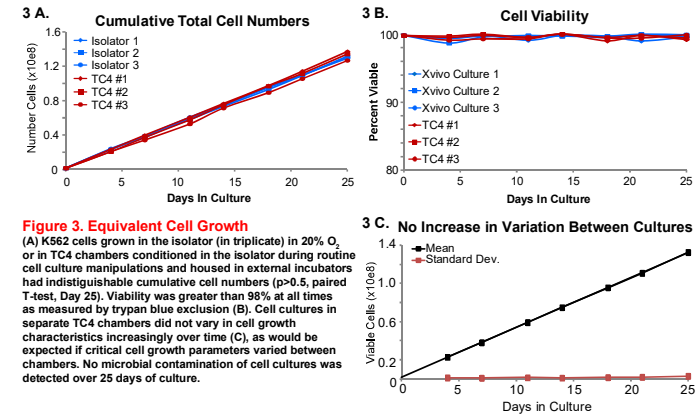 3 A.
Cumulative Total Cell Numbers
Number Cells (x10e8)
1.6
1.2
0.8
0.4
0
Isolator 1
Isolator 2
Isolator 3
TC4 #1
TC4 #2
TC4 #3
0 5 10 15 20 25
Days In Culture
3 B.
Cell Viability
Percent Viable
100
90
80
Xvivo Culture 1
Xvivo Culture 2
Xvivo Culture 3
TC4 #1
TC4 #2
TC4 #3
0 5 10 15 20 25
Days In Culture
Figure 3. Equivalent Cell Growth
(A) K562 cells grown in the isolator (in triplicate) in 20% O2
or in TC4 chambers conditioned in the isolator during routine
cell culture manipulations and housed in external incubators
had indistiguishable cumulative cell numbers (p>0.5, paired
T-test, Day 25). Viability was greater than 98% at all times
as measured by trypan blue exclusion (B). Cell cultures in
separate TC4 chambers did not vary in cell growth
characteristics increasingly over time (C), as would be
expected if critical cell growth parameters varied between
chambers. No microbial contamination of cell cultures was
detected over 25 days of culture.
3 C.
No Increase in Variation Between Cultures
Viable Cells (x10e8)
1.4
1.0
0.6
0.2
0
Mean
Standard Dev.
0 5 10 15 20 25
Days in Culture